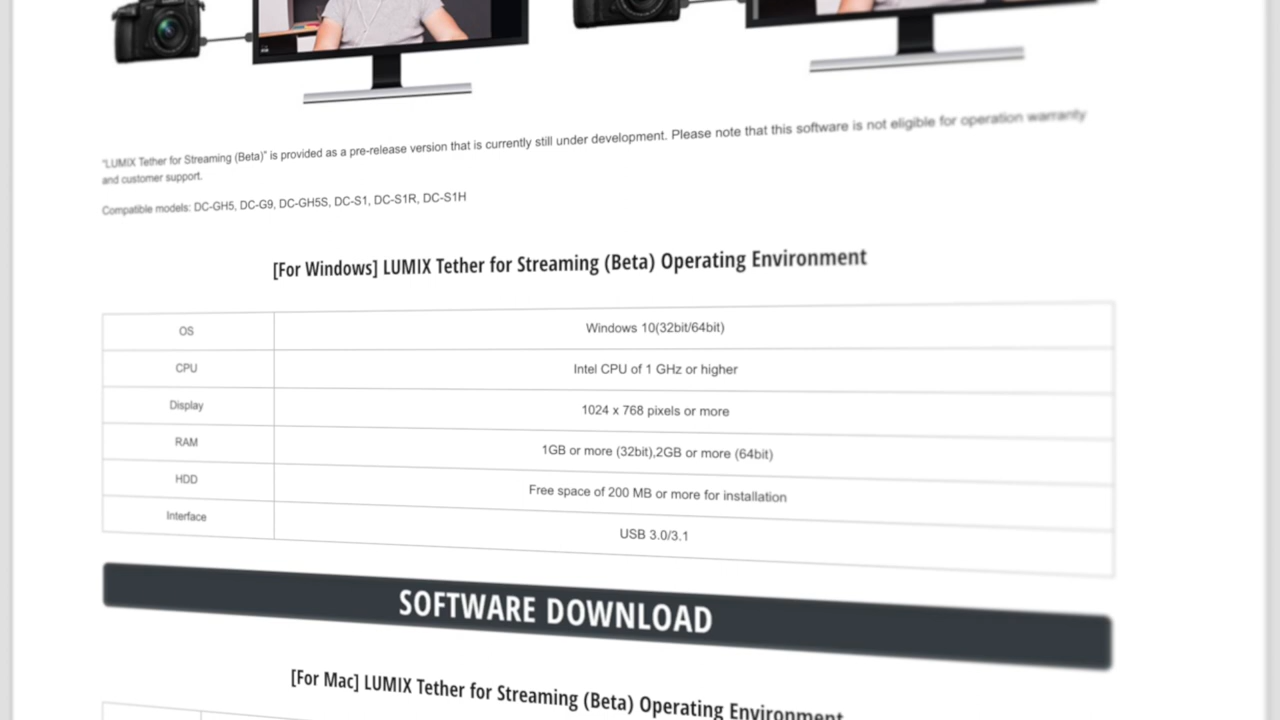 "LUMIX Tether for Streaming (Beta)" is provided as a pre-release version that is currently still under development. Please note that this software is not eligible for operation warranty
and customer support.
Compatible models: DC-GH5, DC-G9, DC-GH5S, DC-S1, DC-S1R, DC-S1H
[For Windows] LUMIX Tether for Streaming (Beta) Operating Environment
OS Windows 10(32bit/64bit)
CPU Intel CPU of 1 GHz or higher
Display 1024 x 768 pixels or more
RAM 1GB or more (32bit),2GB or more (64bit)
HDD Free space of 200 MB or more for installation
Interface USB 3.0/3.1
SOFTWARE DOWNLOAD
[For Mac] LUMIX Tether for Streaming (Beta) Operating Environment